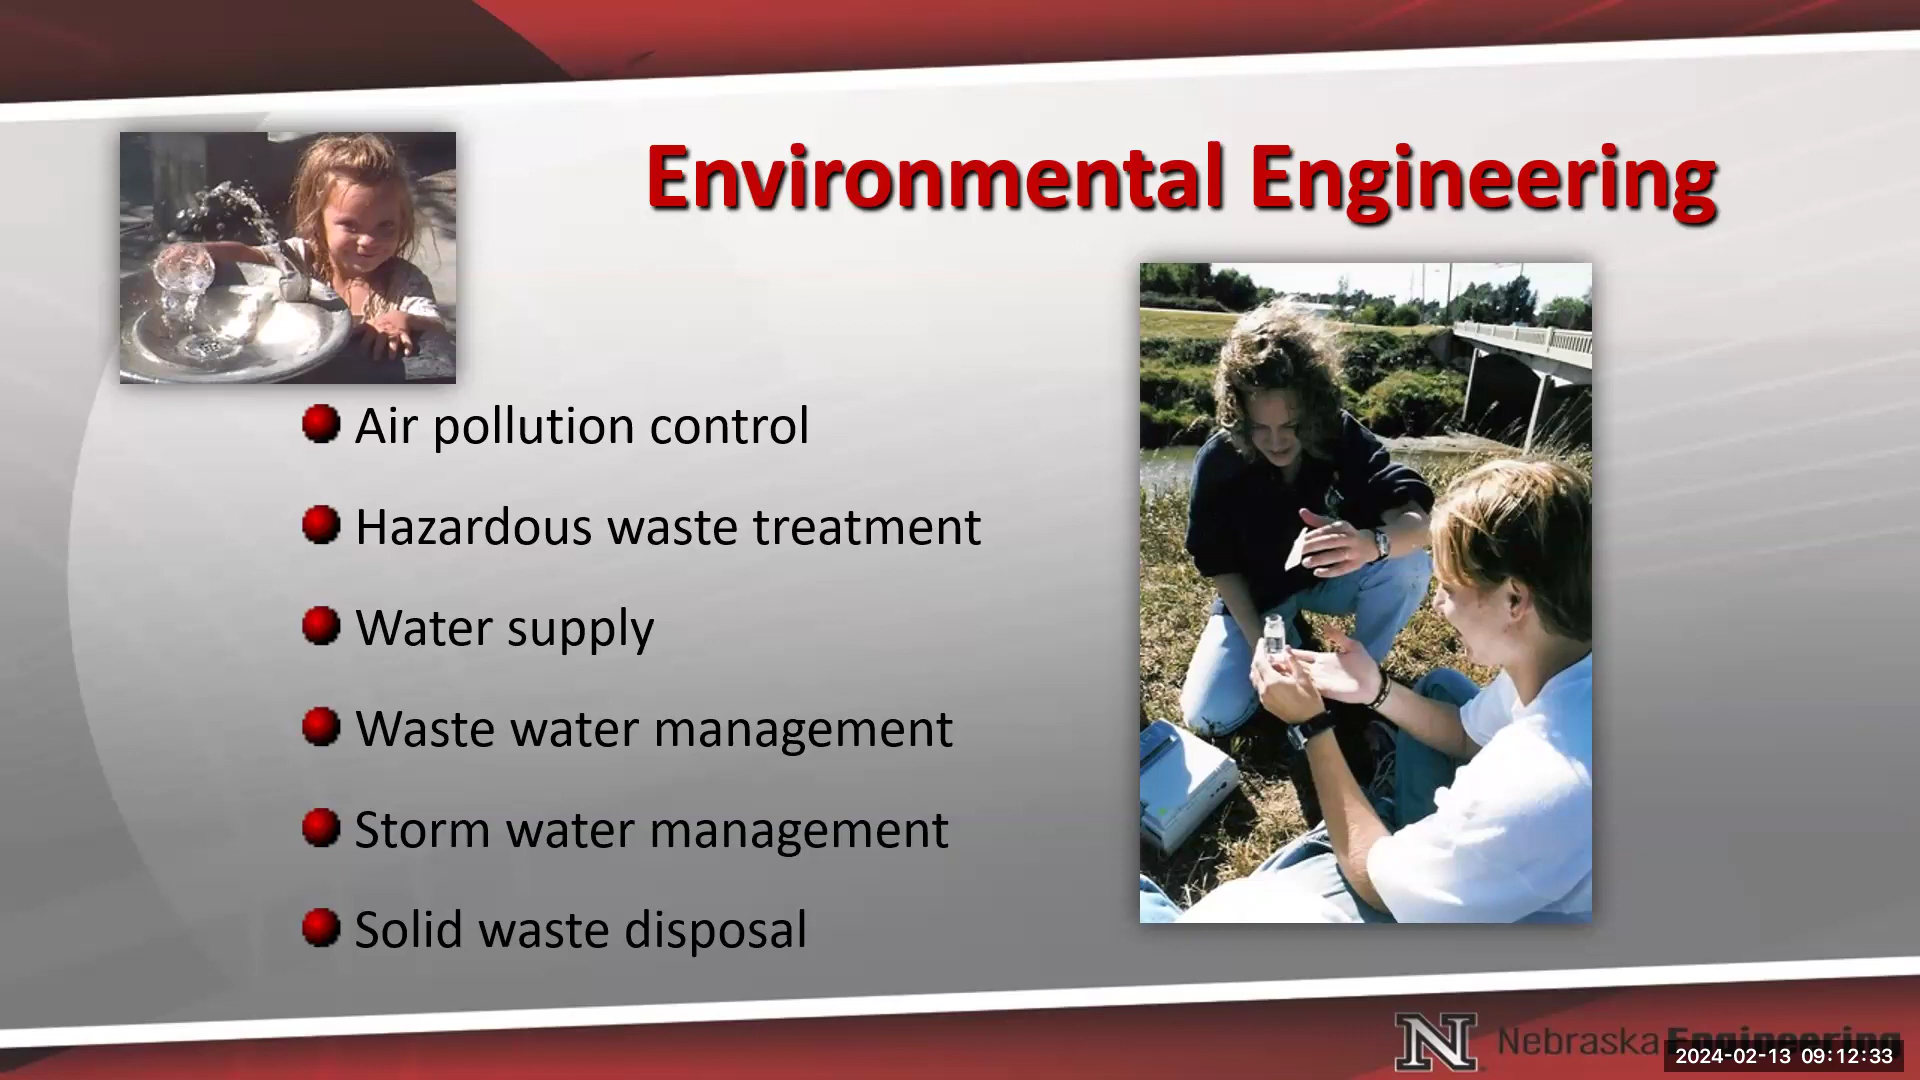 Environmental Engineering
Air pollution control
Hazardous waste treatment
Water supply
Waste water management
Storm water management
Solid waste disposal
N Nebraska Engineering
2024-02-13 09:12:33